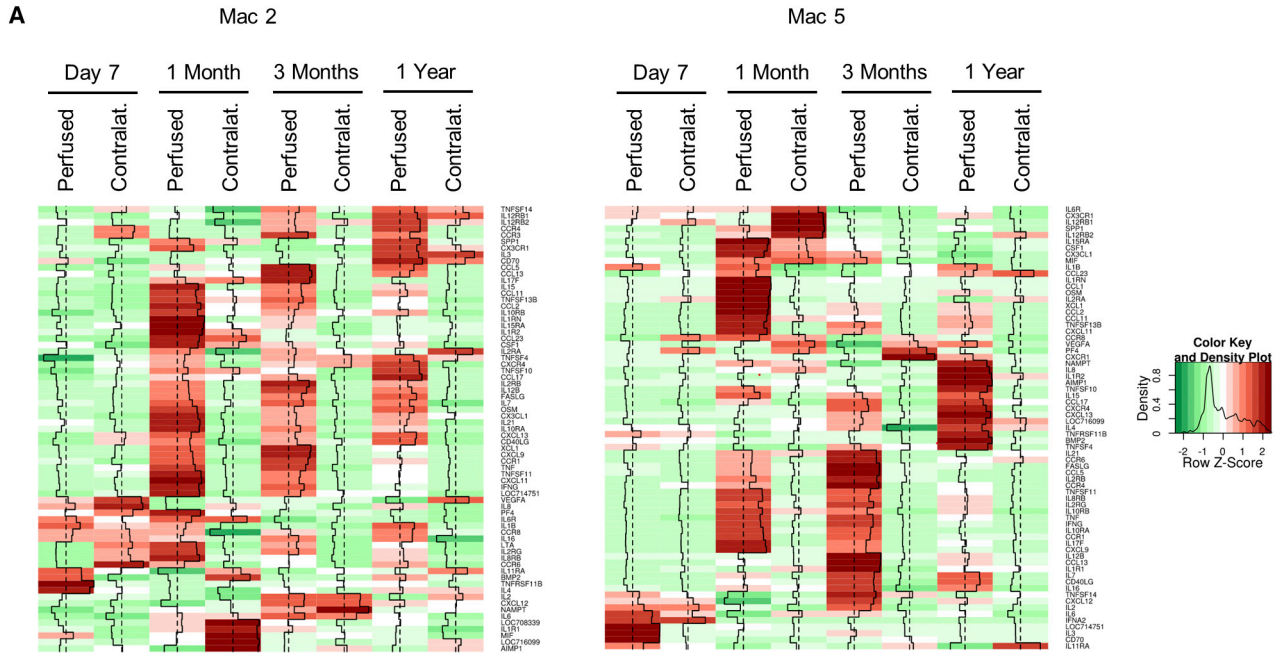 A
Mac 2
Mac 5
Day 7
1 Month
3 Months
1 Year
Perfused
Contralat.
Perfused
Contralat.
Perfused
Contralat.
Perfused
Contralat.
TNFSF14
IL12RB1
IL12RB2
CCR4
CCR3
SPP1
CX3CR1
IL3
CD70
CCL5
CCL13
IL17F
IL15
CCL11
TNFSF13B
CCL2
IL10RB
IL1RN
IL15RA
IL1R2
CCL23
CSF1
IL2RA
TNFSF4
CXCR4
TNFSF10
CCL17
IL2RB
IL12B
FASLG
IL7
OSM
CX3CL1
IL21
IL10RA
CXCL13
CD40LG
XCL1
CXCL9
CCR1
TNF
TNFSF11
CXCL11
IFNG
LOC714751
VEGFA
IL8
PF4
IL6R
IL1B
CCR8
IL16
LTA
IL2RG
IL8RB
CCR6
IL11RA
BMP2
TNFRSF11B
IL4
IL2
CXCL12
NAMPT
IL6
LOC708339
IL1R1
MIF
LOC716099
AIMP1
Day 7
1 Month
3 Months
1 Year
Perfused
Contralat.
Perfused
Contralat.
Perfused
Contralat.
Perfused
Contralat.
IL6R
CX3CR1
IL12RB1
SPP1
IL12RB2
IL15RA
CSF1
CX3CL1
MIF
IL1B
CCL23
IL1RN
CCL1
OSM
IL2RA
XCL1
CCL2
CCL11
TNFSF13B
CXCL11
CCR8
VEGFA
PF4
CXCR1
NAMPT
IL8
IL1R2
AIMP1
TNFSF10
IL15
CCL17
CXCR4
CXCL13
LOC716099
IL4
TNFRSF11B
BMP2
TNFSF4
IL21
CCR6
FASLG
CCL5
IL2RB
CCR4
TNFSF11
IL8RB
IL2RG
IL10RB
TNF
IFNG
IL10RA
CCR1
IL17F
CXCL9
IL12B
CCL13
IL1R1
IL7
CD40LG
IL16
TNFSF14
CXCL12
IL2
IL6
IFNA2
LOC714751
IL3
CD70
IL11RA
Color Key
and Density Plot
Density
0 0.4 0.8
-2 -1 0 1 2
Row Z-Score